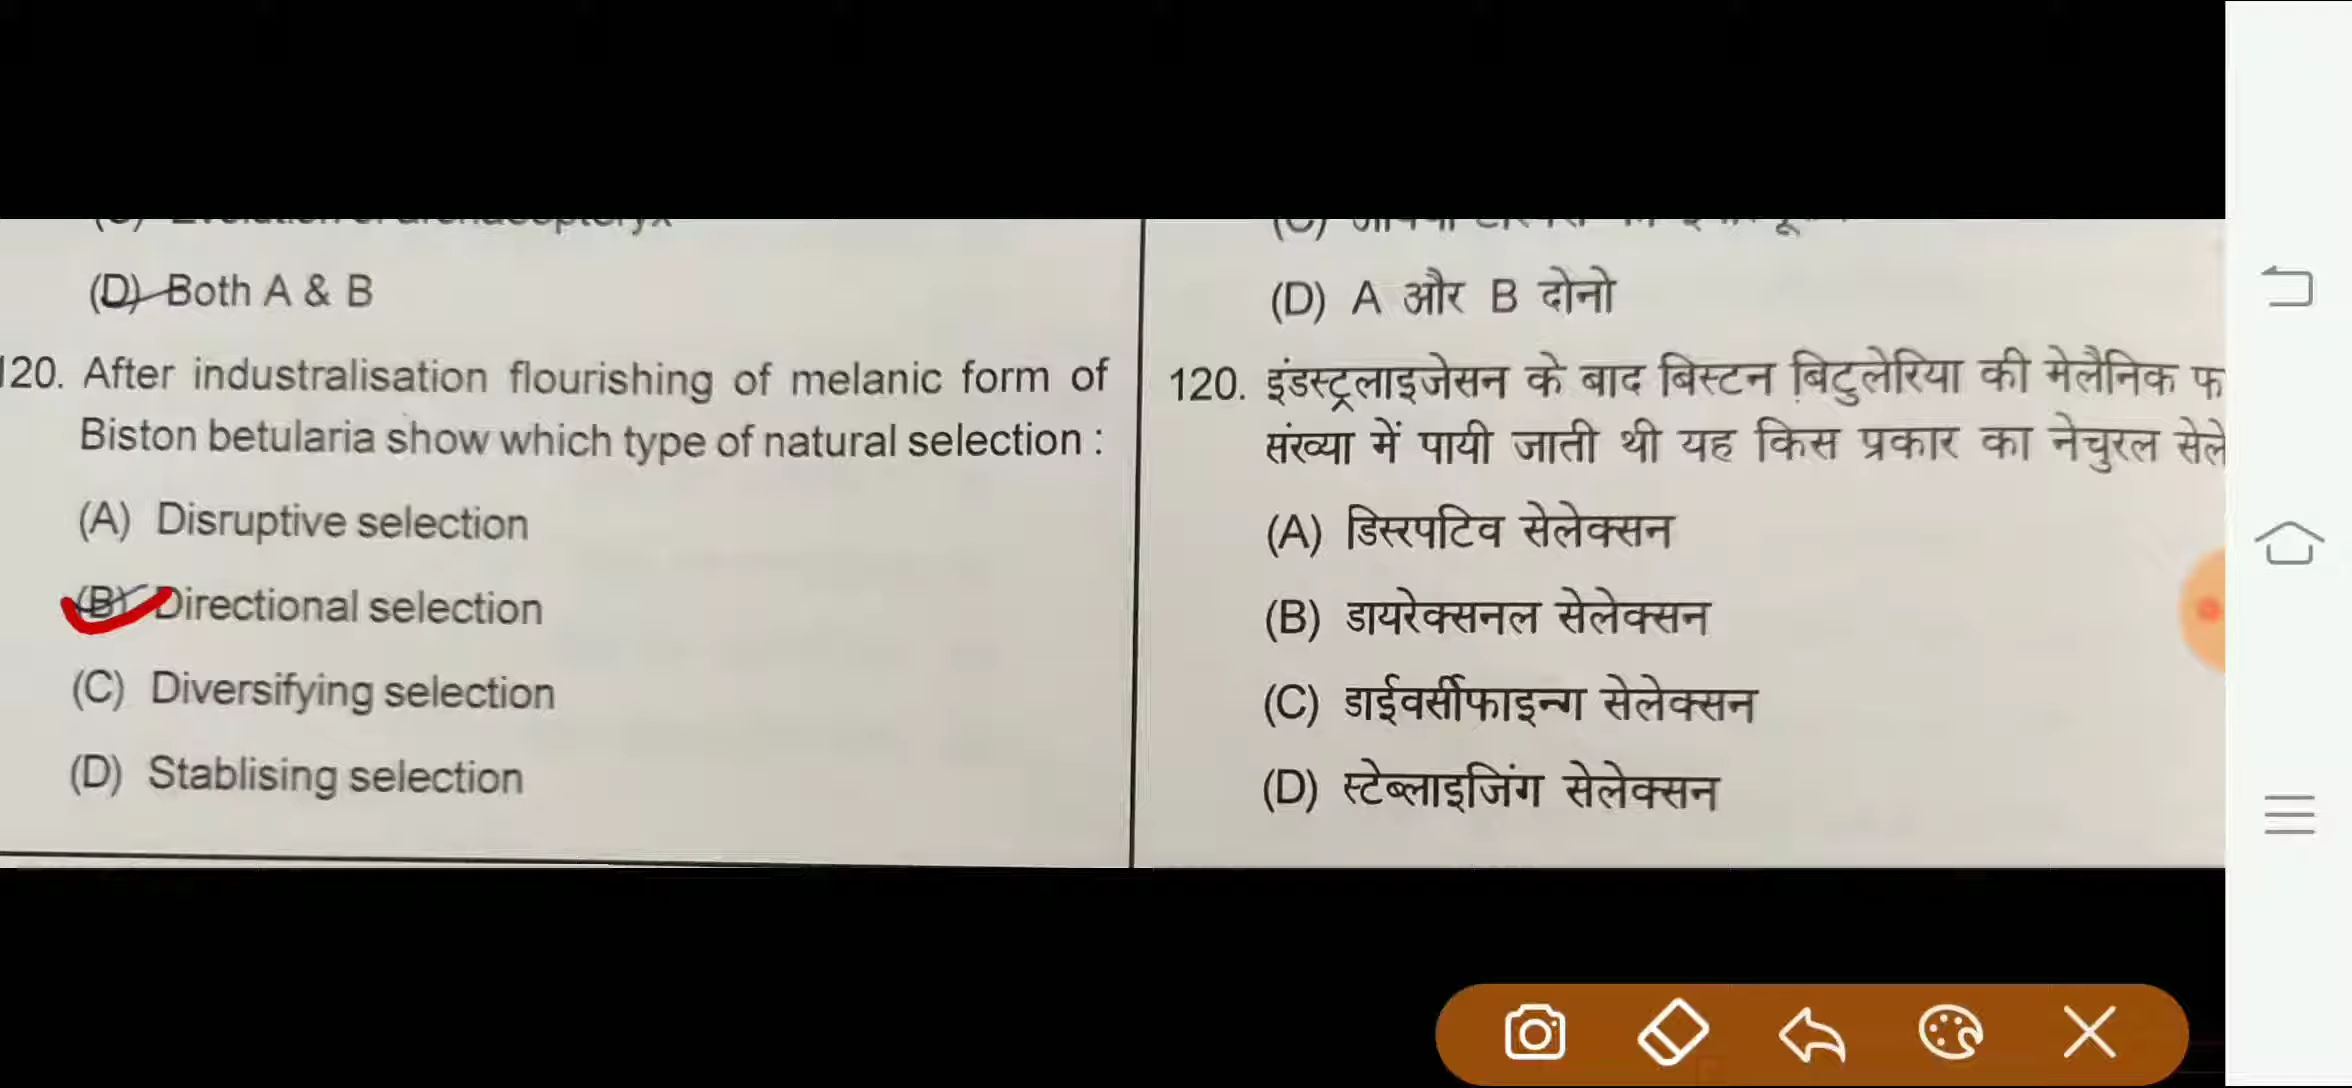 (D) Both A & B
120. After industralisation flourishing of melanic form of
Biston betularia show which type of natural selection :
(A) Disruptive selection
(B) Directional selection
(C) Diversifying selection
(D) Stablising selection
(D) A और B दोनो
120. इंडस्ट्रलाइजेसन के बाद बिस्टन बिटुलेरिया की मेलैनिक फ
संख्या में पायी जाती थी यह किस प्रकार का नेचुरल सेले
(A) डिस्रपटिव सेलेक्सन
(B) डायरेक्सनल सेलेक्सन
(C) डाईवर्सीफाइन्ग सेलेक्सन
(D) स्टेब्लाइजिंग सेलेक्सन